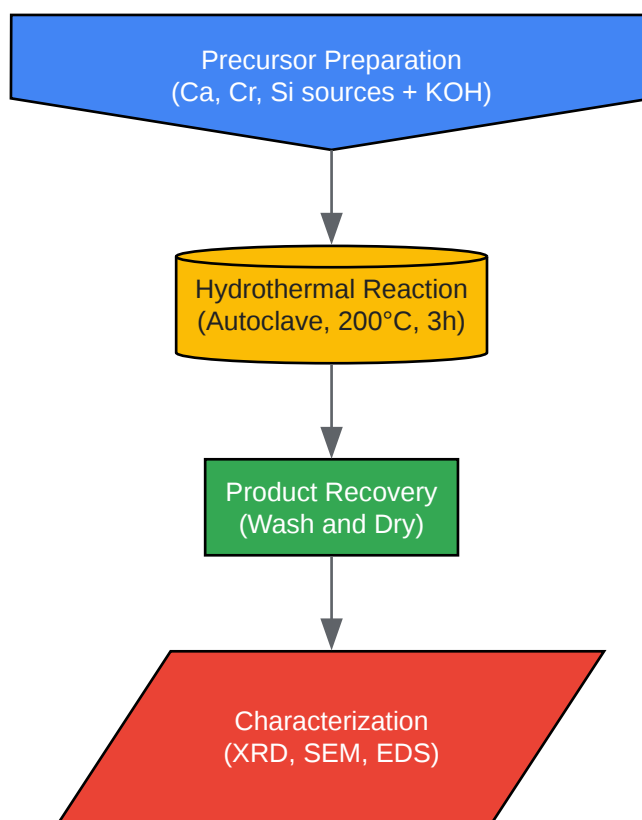 Precursor Preparation
(Ca, Cr, Si sources + KOH)
Hydrothermal Reaction
(Autoclave, 200°C, 3h)
Product Recovery
(Wash and Dry)
Characterization
(XRD, SEM, EDS)